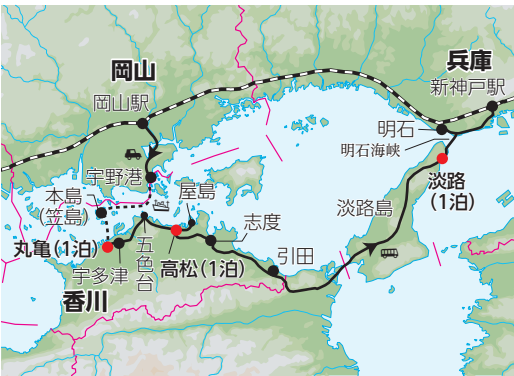 兵庫
岡山
新神戸駅
岡山駅
明石
明石海峡
宇野港
淡路
(1泊)
本島
(笠島)
屋島
淡路島
志度
丸亀(1泊)
五色台
引田
高松(1泊)
宇多津
香川